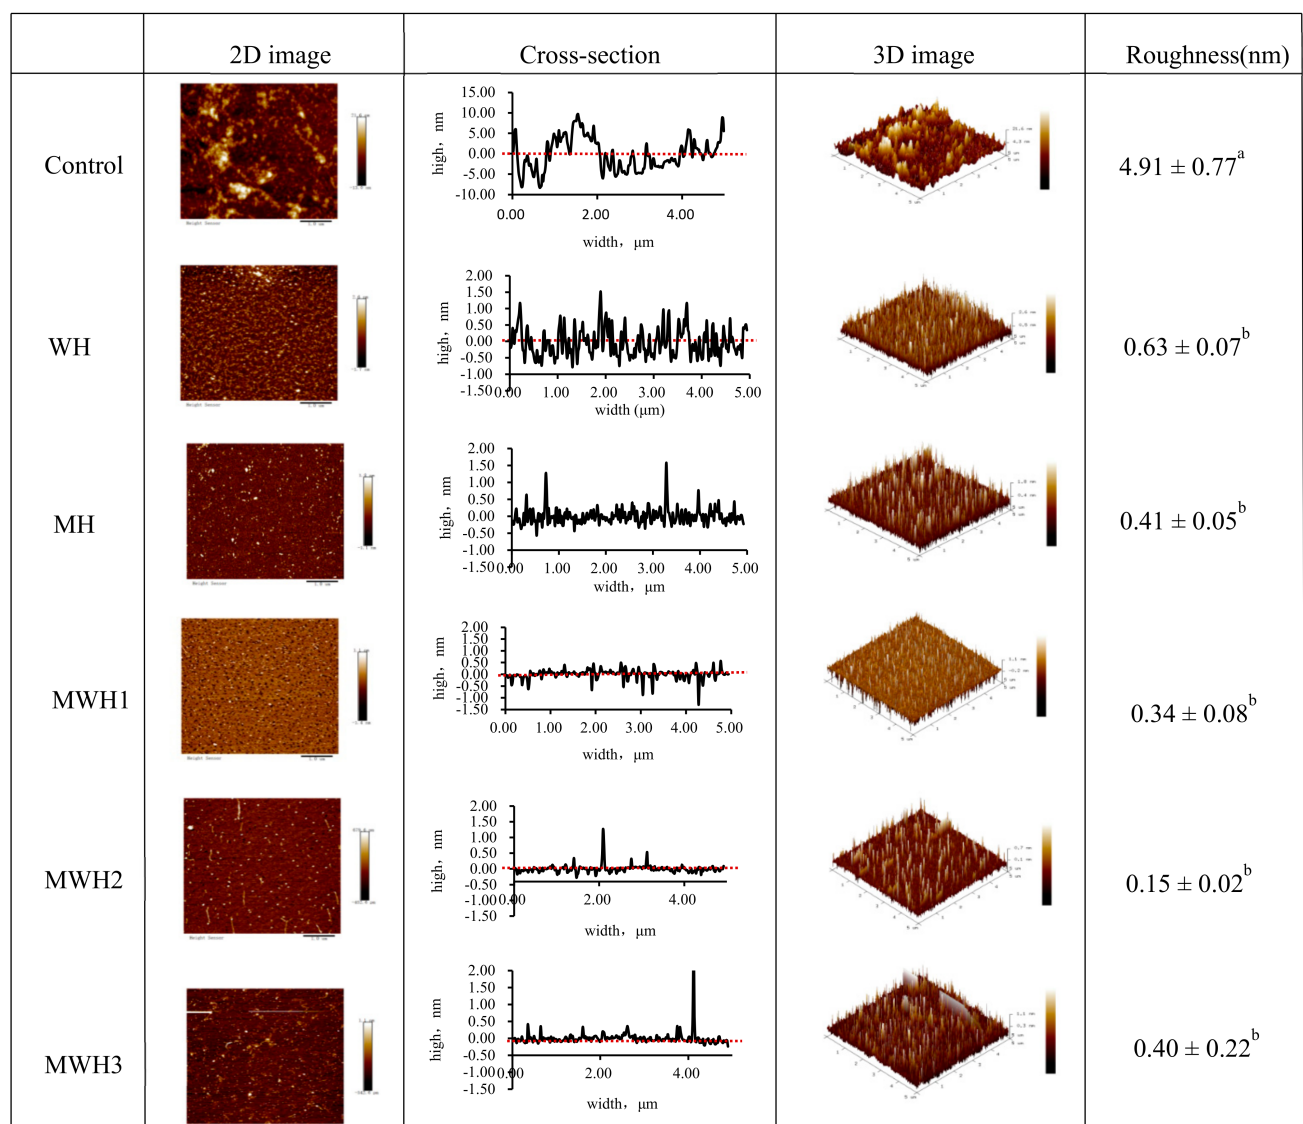 2D image Cross-section 3D image Roughness(nm)
Control
15.00
10.00
5.00
0.00
-5.00
-10.00
high, nm
0.00 2.00 4.00
width, μm
Height Sensor
4.91 ± 0.77a
WH
2.00
1.50
1.00
0.50
0.00
-0.50
-1.00
-1.50
high, nm
0.00 1.00 2.00 3.00 4.00 5.00
width (μm)
Height Sensor
0.63 ± 0.07b
MH
2.00
1.50
1.00
0.50
0.00
-0.50
-1.00
-1.50
high, nm
0.00 1.00 2.00 3.00 4.00 5.00
width, μm
Height Sensor
0.41 ± 0.05b
MWH1
2.00
1.50
1.00
0.50
0.00
-0.50
-1.00
-1.50
high, nm
0.00 1.00 2.00 3.00 4.00 5.00
width, μm
Height Sensor
0.34 ± 0.08b
MWH2
2.00
1.50
1.00
0.50
0.00
-0.50
-1.00
-1.50
high, nm
0.00 2.00 4.00
width, μm
Height Sensor
0.15 ± 0.02b
MWH3
2.00
1.50
1.00
0.50
0.00
-0.50
-1.00
-1.50
high, nm
0.00 2.00 4.00
width, μm
0.40 ± 0.22b